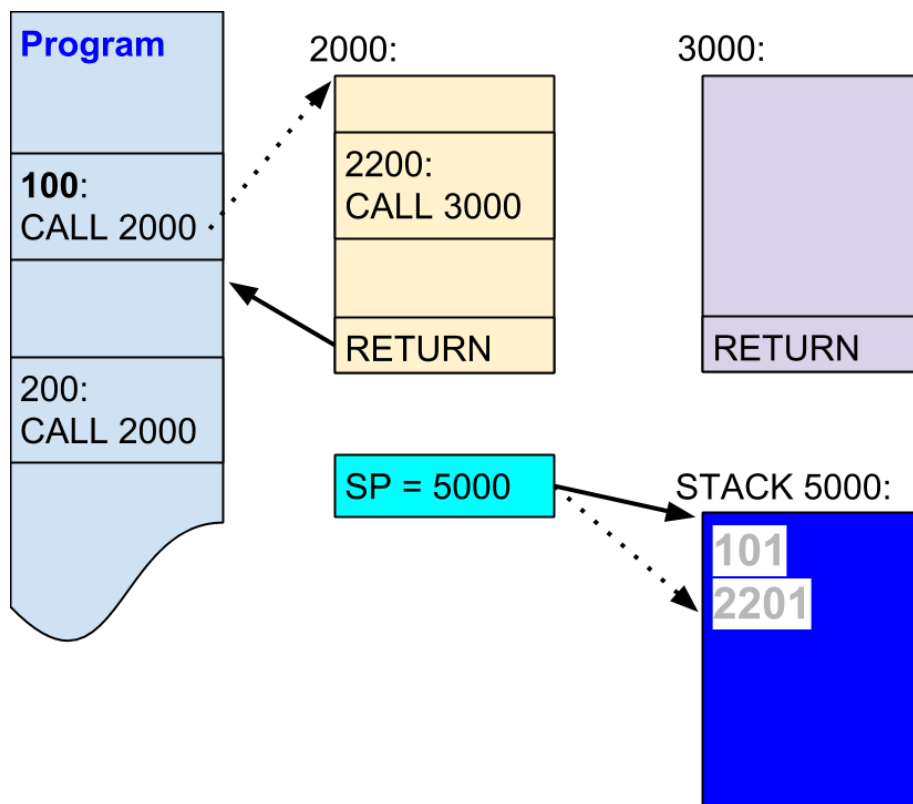 Program
100:
CALL 2000
200:
CALL 2000
2000:
2200:
CALL 3000
RETURN
3000:
RETURN
SP = 5000
STACK 5000:
101
2201